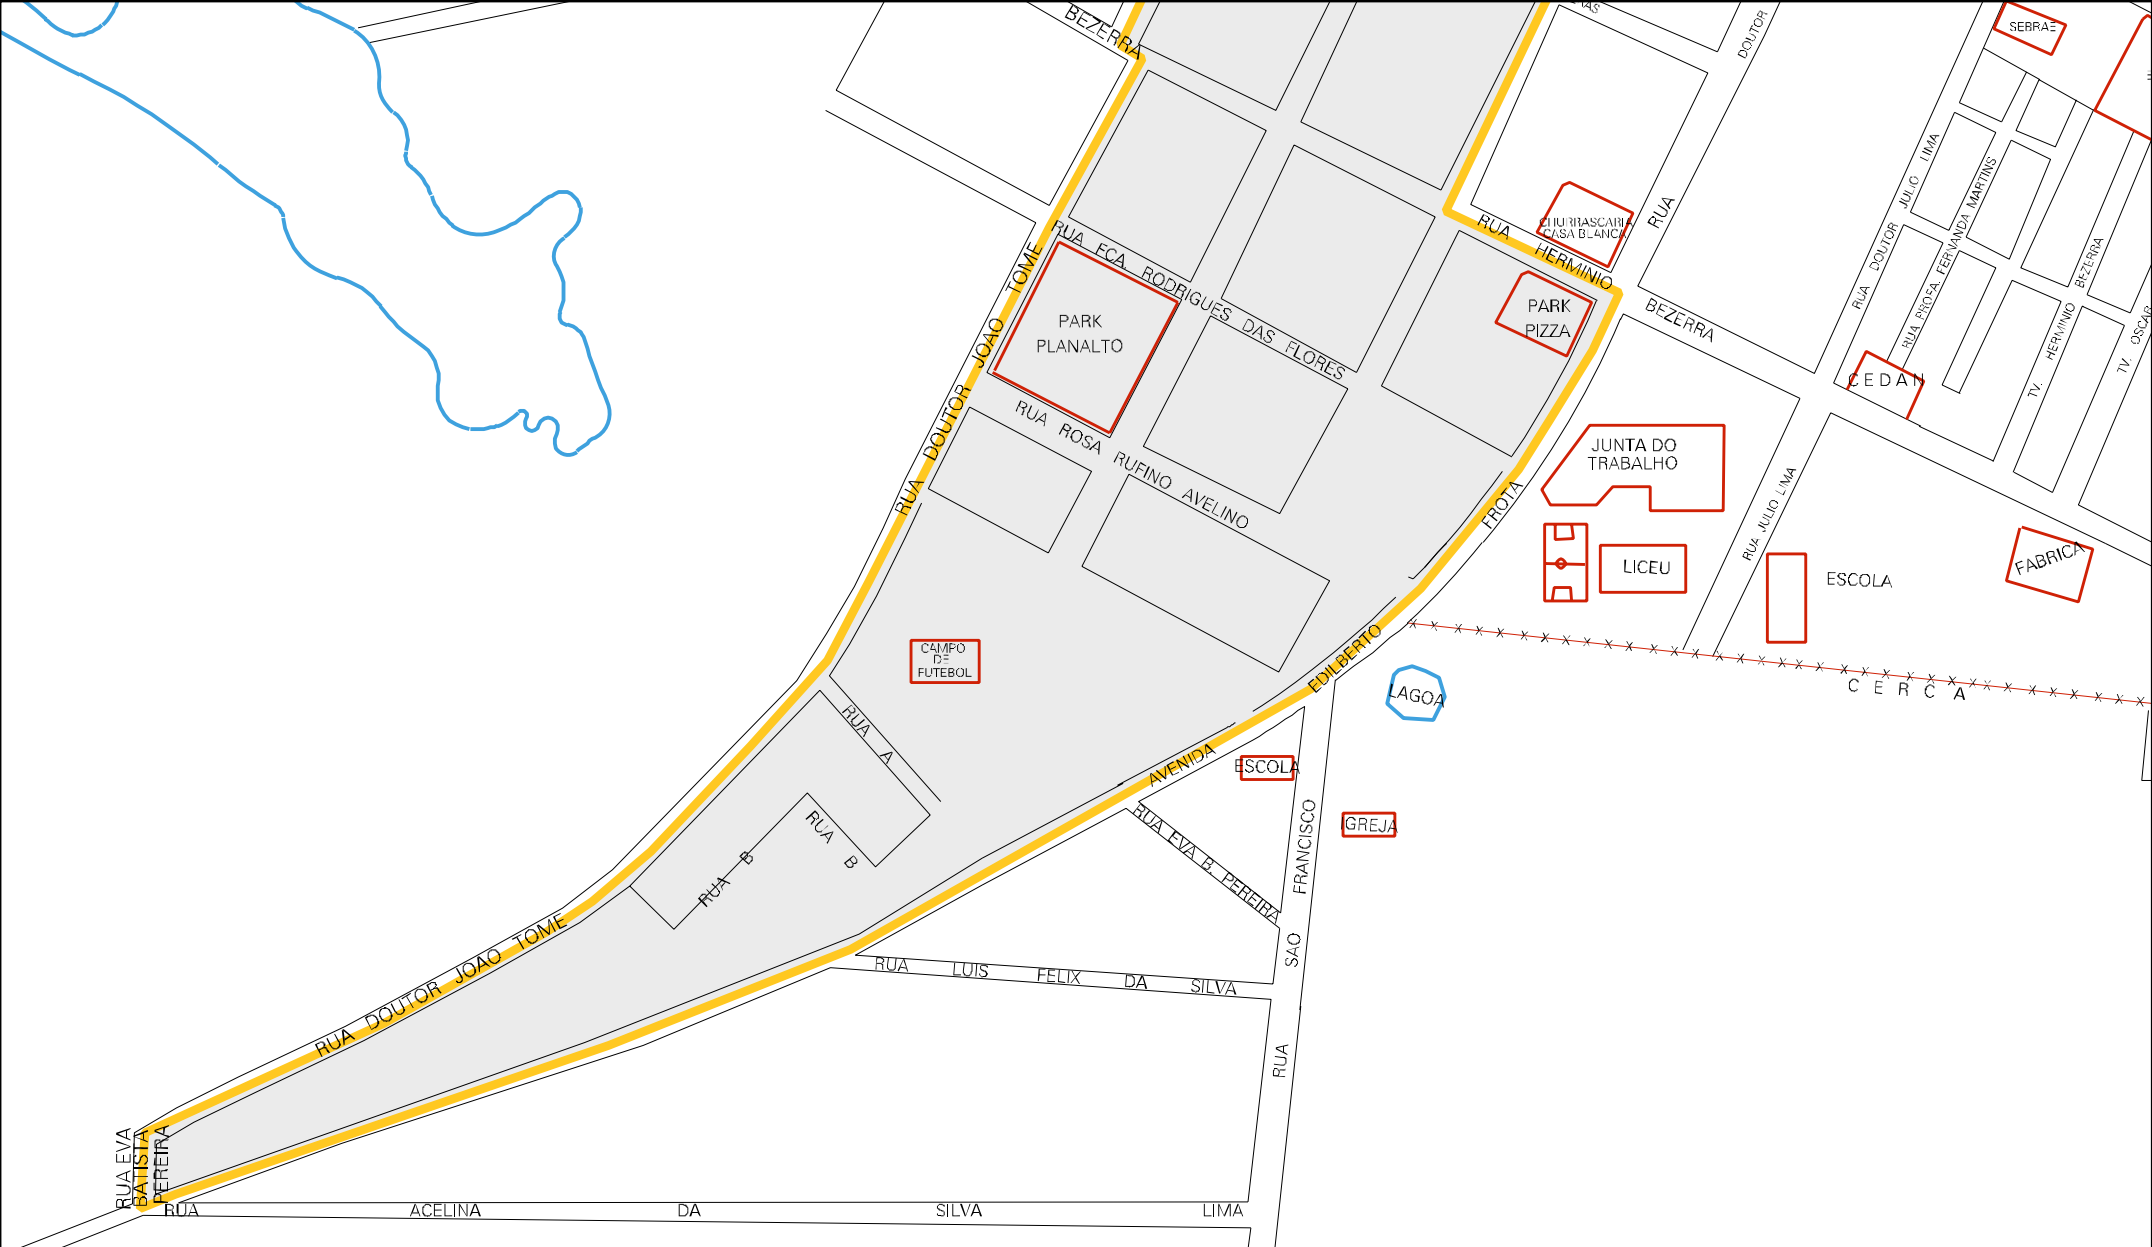 BEZERRA
DOUTOR
SEBRAE
RUA
JULIO LIMA
RUA DOUTOR
RUA PROFA. FERNANDA MARTINS
BEZERRA
TV. HERMINIO
TV. OSCAR
CHURRASCARIA
CASA BLANCA
RUA HERMINIO
BEZERRA
PARK
PIZZA
RUA FCA. RODRIGUES DAS FLORES
PARK
PLANALTO
RUA DOUTOR JOAO TOME
RUA ROSA RUFINO AVELINO
CEDAN
JUNTA DO
TRABALHO
FROTA
RUA JULIO LIMA
LICEU
ESCOLA
FABRICA
CAMPO
DE
FUTEBOL
EDILBERTO
LAGOA
CERCA
RUA A
AVENIDA
ESCOLA
IGREJA
RUA B
RUA B
RUA EVA B. PEREIRA
FRANCISCO
SAO
RUA
RUA LUIS FELIX DA SILVA
RUA DOUTOR JOAO TOME
RUA EVA
BATISTA
PEREIRA
RUA ACELINA DA SILVA LIMA